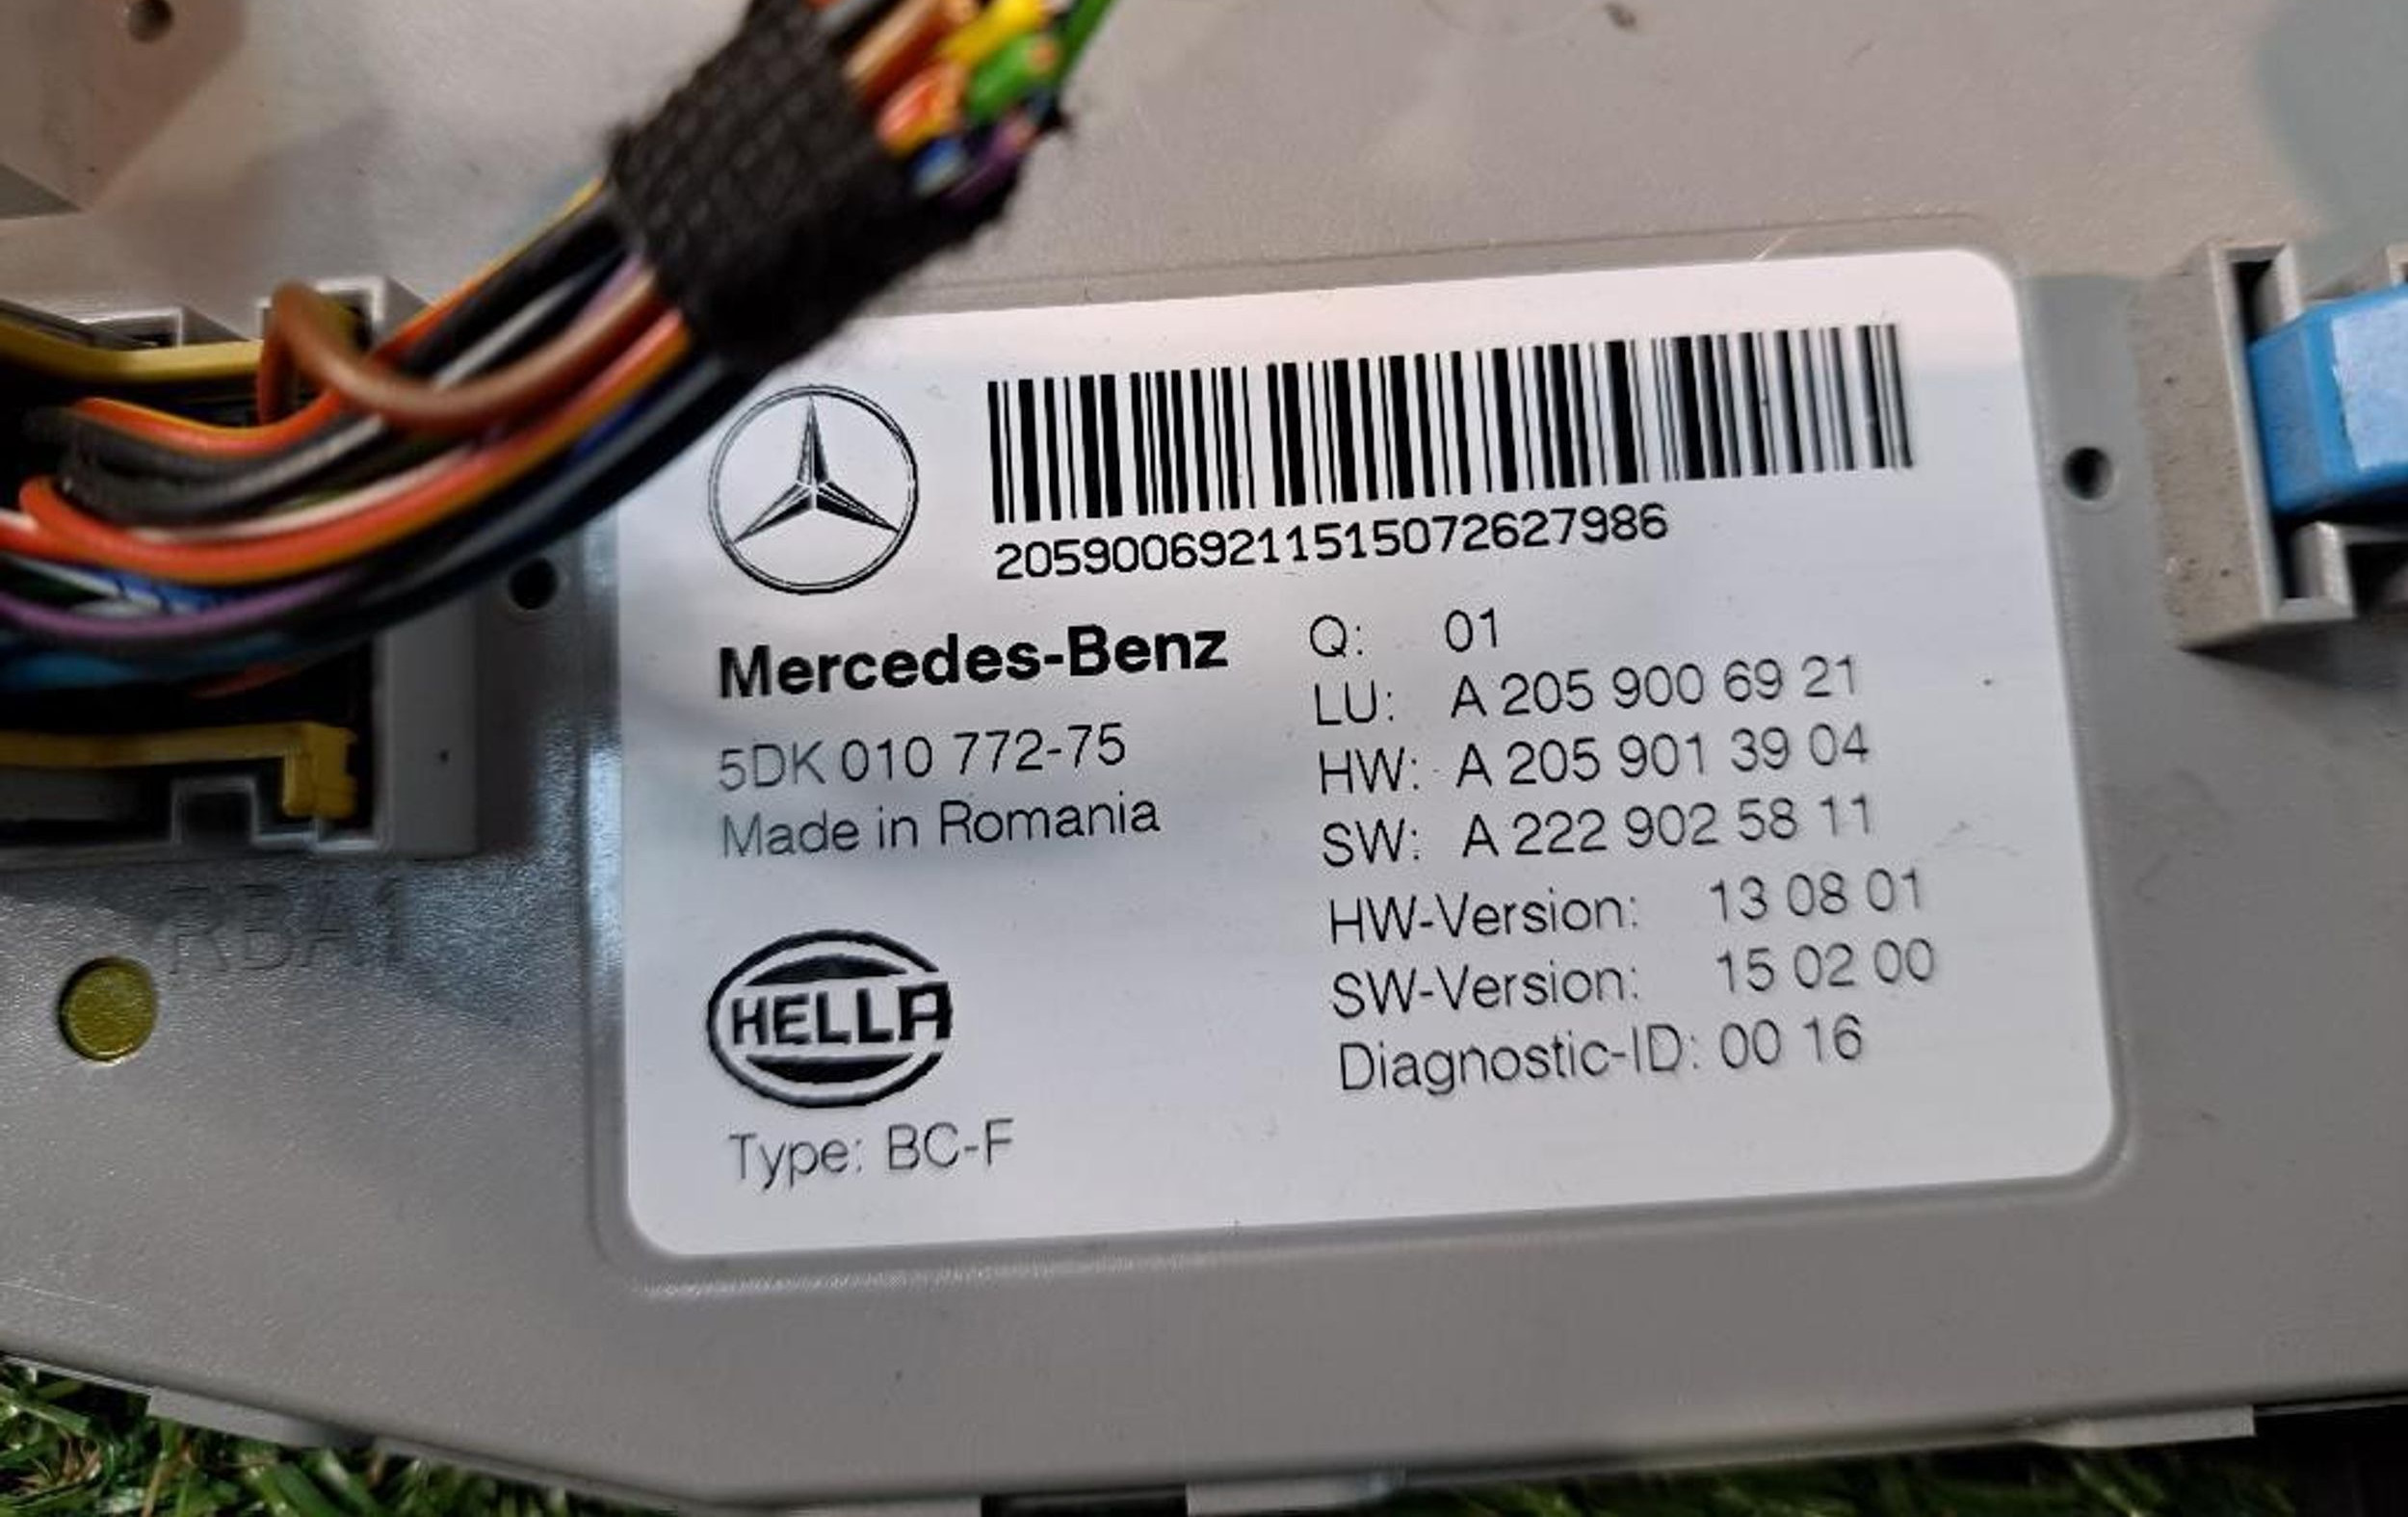 20590069211515072627986
Mercedes-Benz
5DK 010 772-75
Made in Romania
HELLA
Type: BC-F
Q: 01
LU: A 205 900 69 21
HW: A 205 901 39 04
SW: A 222 902 58 11
HW-Version: 13 08 01
SW-Version: 15 02 00
Diagnostic-ID: 00 16
RBA1